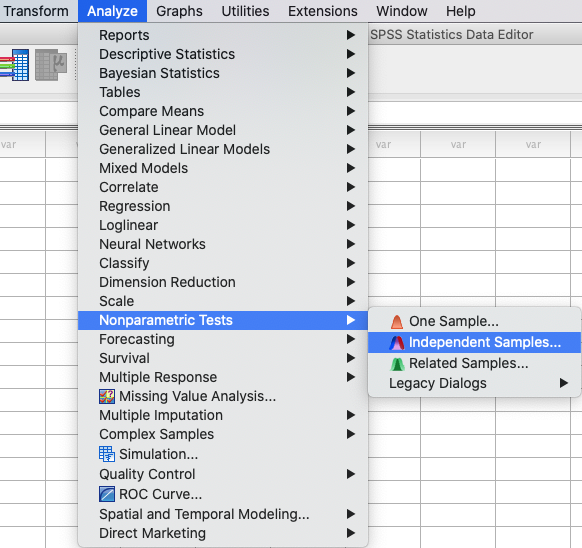 Transform Analyze Graphs Utilities Extensions Window Help
SPSS Statistics Data Editor
var var var var
Reports
Descriptive Statistics
Bayesian Statistics
Tables
Compare Means
General Linear Model
Generalized Linear Models
Mixed Models
Correlate
Regression
Loglinear
Neural Networks
Classify
Dimension Reduction
Scale
Nonparametric Tests
Forecasting
Survival
Multiple Response
Missing Value Analysis...
Multiple Imputation
Complex Samples
Simulation...
Quality Control
ROC Curve...
Spatial and Temporal Modeling...
Direct Marketing
One Sample...
Independent Samples...
Related Samples...
Legacy Dialogs